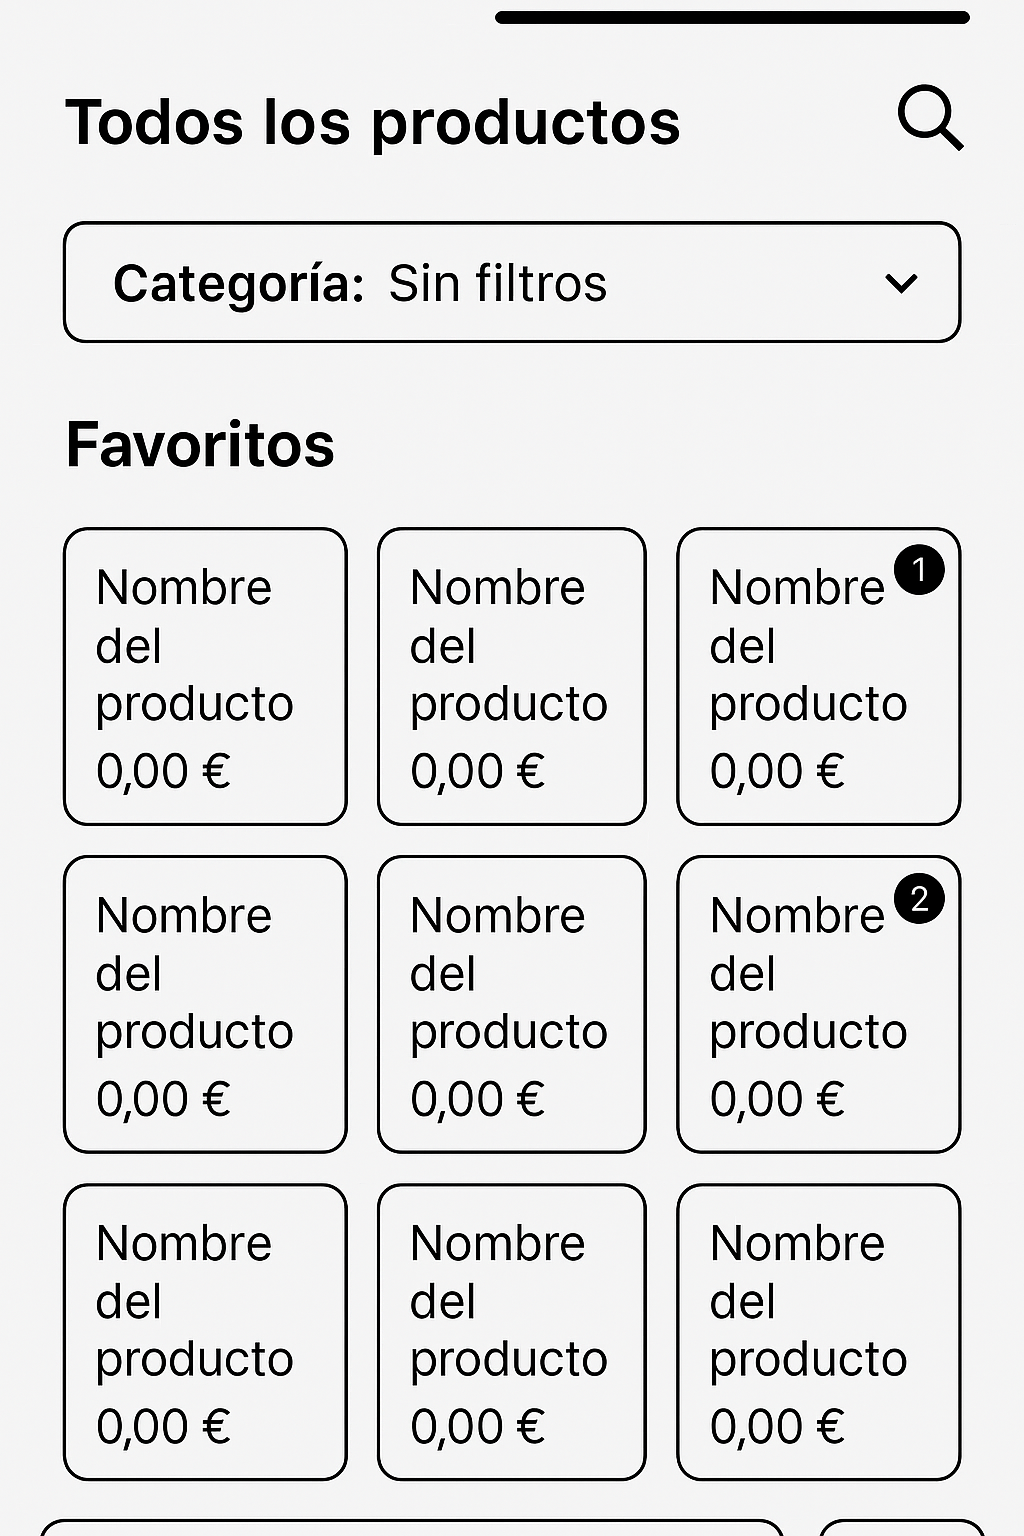 Todos los productos
Categoría: Sin filtros
Favoritos
Nombre
del
producto
0,00 €
Nombre
del
producto
0,00 €
Nombre
del
producto
0,00 €
1
Nombre
del
producto
0,00 €
Nombre
del
producto
0,00 €
Nombre
del
producto
0,00 €
2
Nombre
del
producto
0,00 €
Nombre
del
producto
0,00 €
Nombre
del
producto
0,00 €